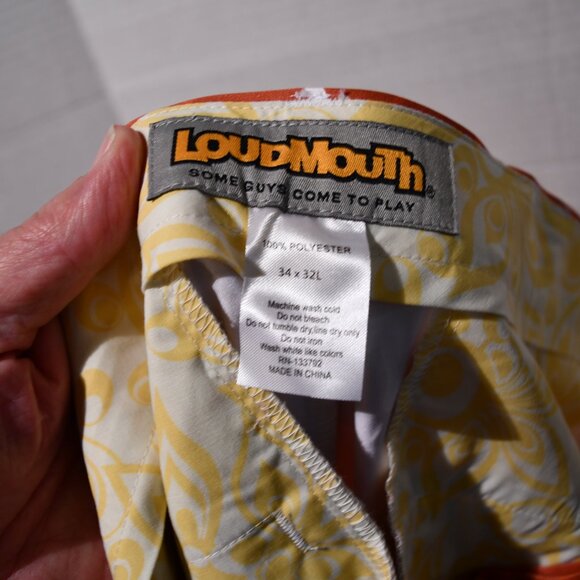 LOUDMOUTH®
SOME GUYS COME TO PLAY
100% POLYESTER
34 x 32L
Machine wash cold
Do not bleach
Do not tumble dry,line dry only
Do not iron
Wash white like colors
RN-133792
MADE IN CHINA